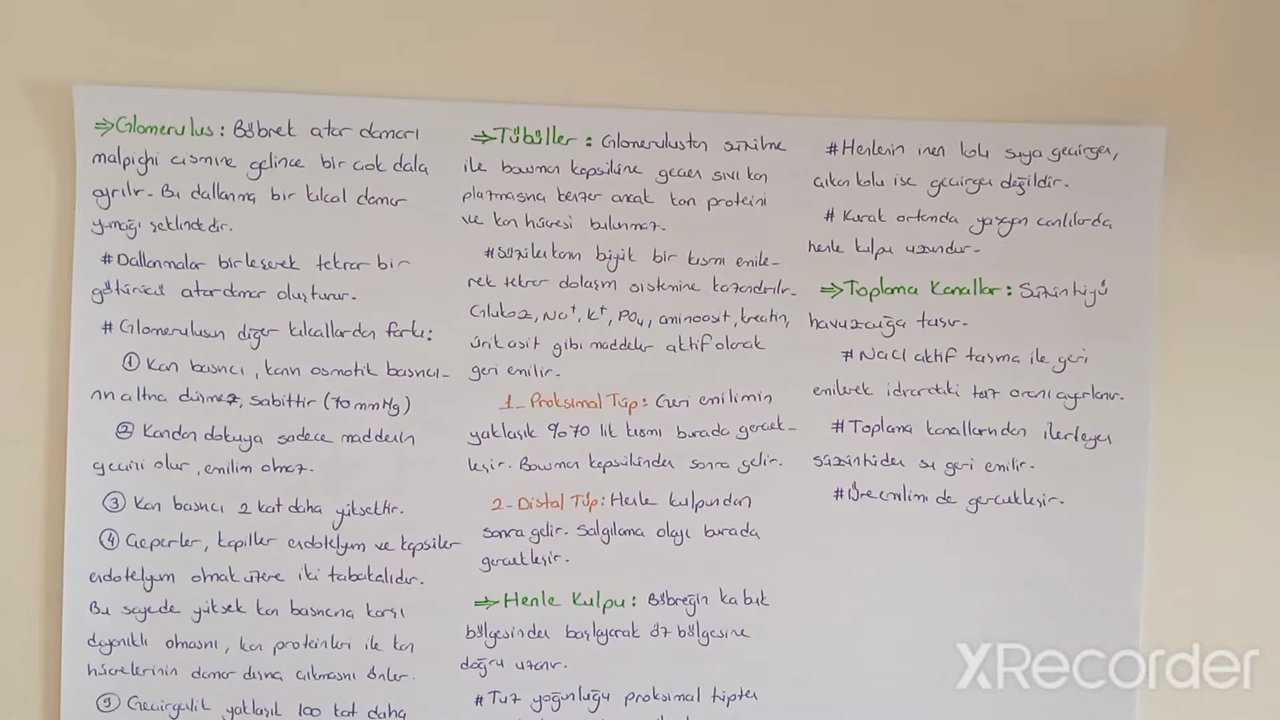 ⇒Glomerulus: Böbrek atar damarı
malpighi cismine gelince bir çok dala
ayrılır. Bu dallanma bir kılcal damar
yumağı şeklindedir.
# Dallanmalar birleşerek tekrar bir
götürücü atardamar oluşturur.
# Glomerulusun diğer kılcallardan farkı:
① Kan basıncı, kanın osmotik basıncı-
nın altına düşmez, sabittir (70 mmHg)
② Kandan dokuya sadece maddenin
geçişi olur, emilim olmaz.
③ Kan basıncı 2 kat daha yüksektir.
④ Çeperler, kapiller endotelyum ve kapsüler
endotelyum olmak üzere iki tabakalıdır.
Bu sayede yüksek kan basıncına karşı
dayanıklı olmasını, kan proteinleri ile kan
hücrelerinin damar dışına çıkmasını önler.
⑤ Geçirgenlik yaklaşık 100 kat daha
⇒Tübüller: Glomerulustan süzülme
ile bowman kapsülüne geçen sıvı kan
plazmasına benzer ancak kan proteini
ve kan hücresi bulunmaz.
# Süzülen kanın büyük bir kısmı emile-
rek tekrar dolaşım sistemine kazandırılır.
Glukoz, Na⁺, K⁺, PO₄, aminoasit, kreatin,
ürik asit gibi maddeler aktif olarak
geri emilir.
1- Proksimal Tüp: Geri emilimin
yaklaşık %70 lik kısmı burada gerçek-
leşir. Bowman kapsülünden sonra gelir.
2- Distal Tüp: Henle kulpundan
sonra gelir. Salgılama olayı burada
gerçekleşir.
⇒Henle Kulpu: Böbreğin kabuk
bölgesinden başlayarak öz bölgesine
doğru uzanır.
# Tuz yoğunluğu proksimal tüpten
# Henlenin inen kolu suya geçirgen,
çıkan kolu ise geçirgen değildir.
# Kurak ortamda yaşayan canlılarda
henle kulpu uzundur.
⇒Toplama Kanalları: Süzüntüyü
havuzcuğa taşır.
# NaCl aktif taşıma ile geri
emilerek idrardaki tuz oranı ayarlanır.
# Toplama kanallarından ilerleyen
süzüntüden su geri emilir.
# Üre emilimi de gerçekleşir.
XRecorder